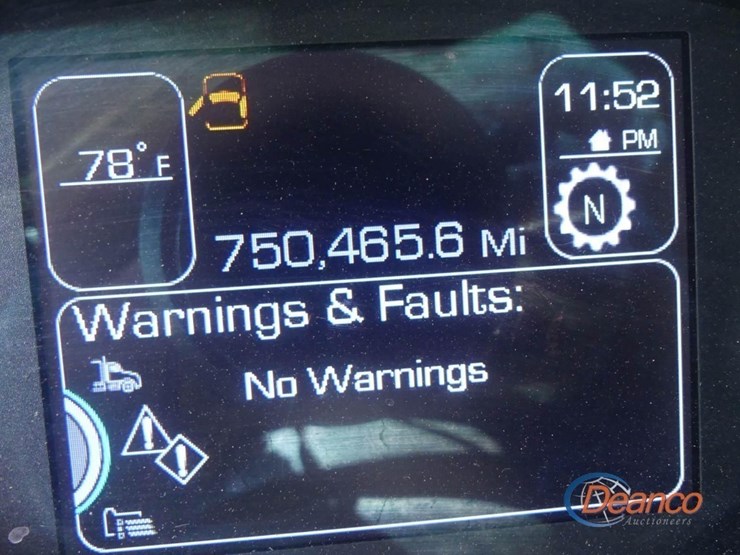 78° F
11:52
PM
N
750,465.6 Mi
Warnings & Faults:
No Warnings
Deanco
Auctioneers